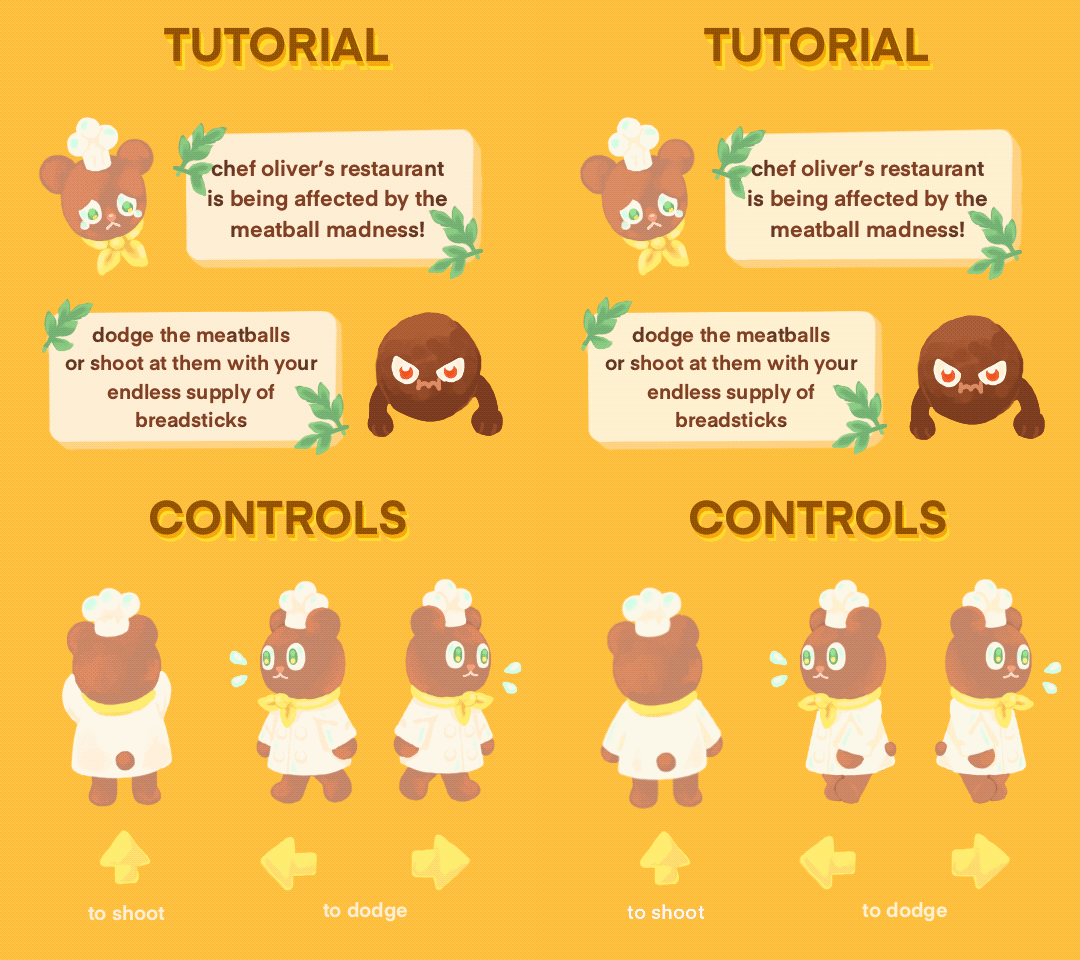 TUTORIAL
chef oliver's restaurant
is being affected by the
meatball madness!
dodge the meatballs
or shoot at them with your
endless supply of
breadsticks
CONTROLS
to shoot
to dodge
TUTORIAL
chef oliver's restaurant
is being affected by the
meatball madness!
dodge the meatballs
or shoot at them with your
endless supply of
breadsticks
CONTROLS
to shoot
to dodge